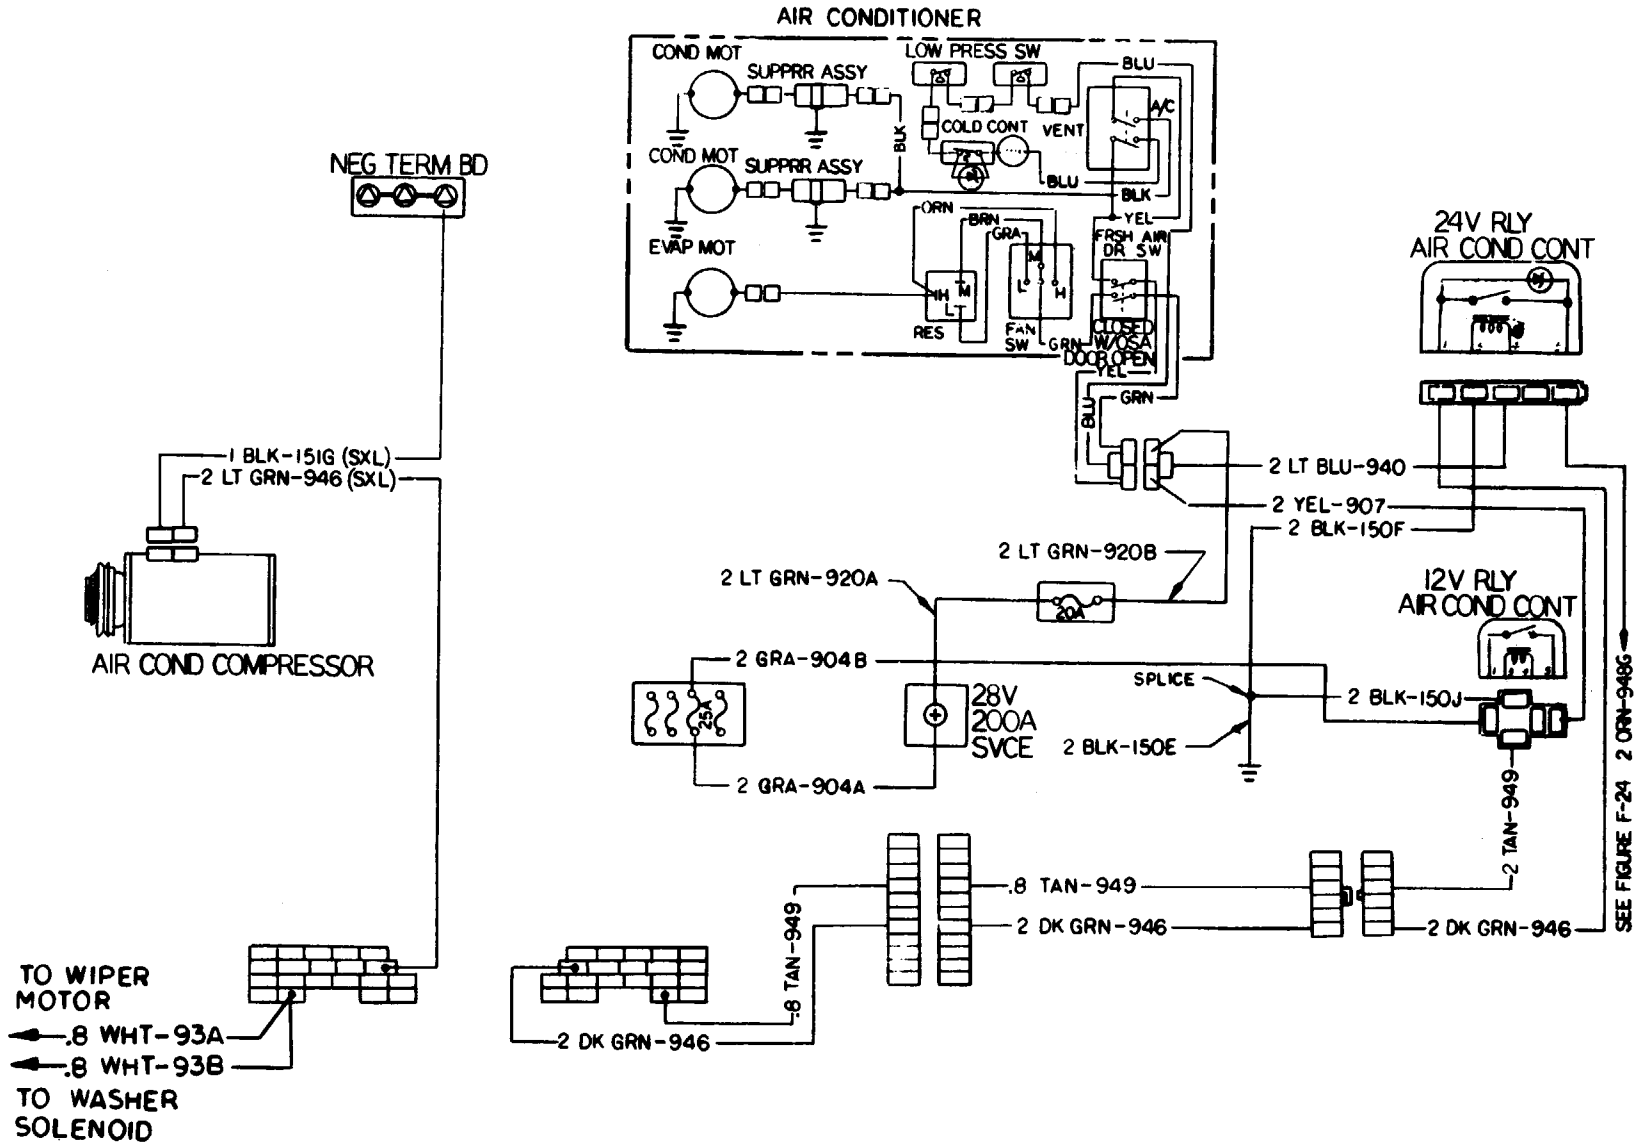 AIR CONDITIONER
COND MOT
SUPPRR ASSY
LOW PRESS SW
BLU
A/C
COLD CONT
VENT
BLK
COND MOT
SUPPRR ASSY
BLU
BLK
ORN
BRN
YEL
GRA
FRSH AIR
DR SW
EVAP MOT
M
L
H
H
M
L
RES
FAN
SW
GRN
CLOSED
W/OSA
DOOR OPEN
YEL
BLU
GRN
NEG TERM BD
24V RLY
AIR COND CONT
1 BLK-151G (SXL)
2 LT GRN-946 (SXL)
2 LT BLU-940
2 YEL-907
2 BLK-150F
2 LT GRN-920B
2 LT GRN-920A
20A
12V RLY
AIR COND CONT
AIR COND COMPRESSOR
2 GRA-904B
SPLICE
2 BLK-150J
25A
28V
200A
SVCE
2 BLK-150E
2 GRA-904A
2 TAN-949
SEE FIGURE F-24 2 ORN-948G
.8 TAN-949
2 DK GRN-946
2 DK GRN-946
.8 TAN-949
2 DK GRN-946
TO WIPER
MOTOR
.8 WHT-93A
.8 WHT-93B
TO WASHER
SOLENOID